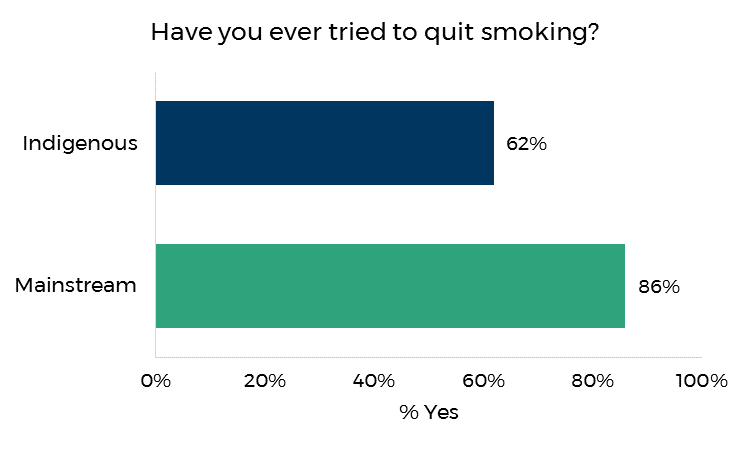 Have you ever tried to quit smoking?
Indigenous
62%
Mainstream
86%
0%
20%
40%
60%
80%
100%
% Yes